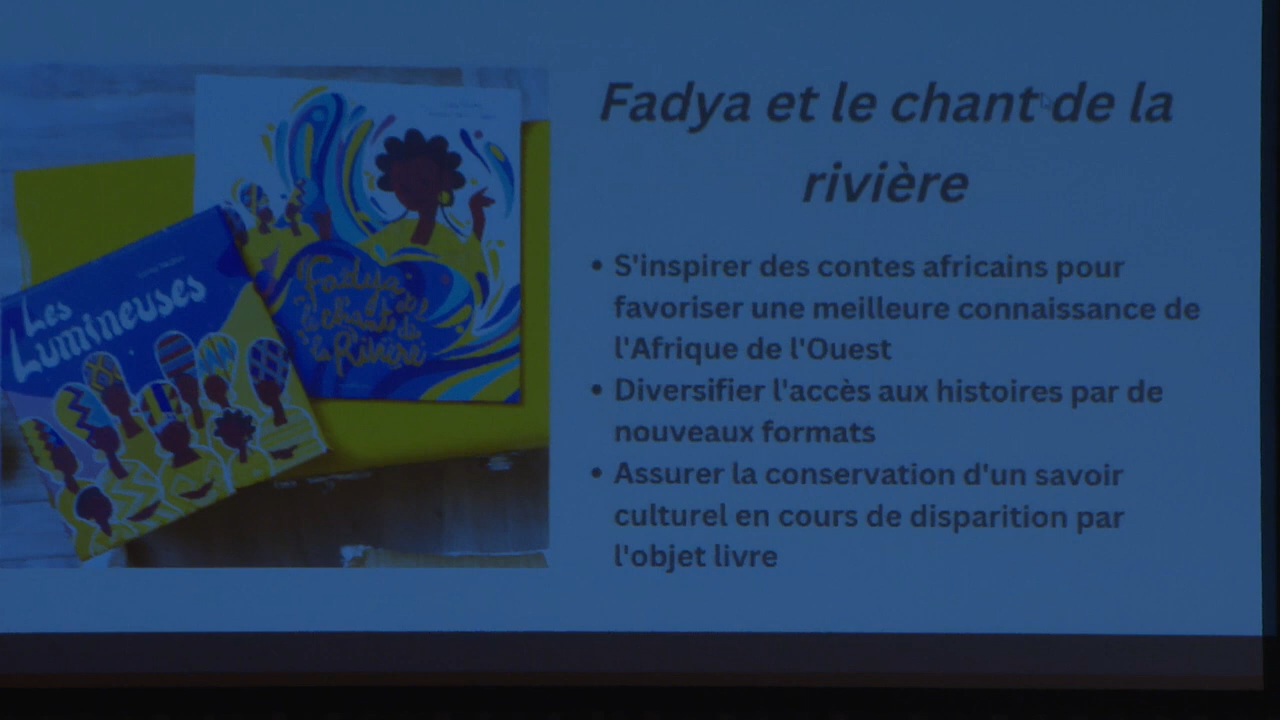 Fadya et le chant de la
rivière
S'inspirer des contes africains pour
favoriser une meilleure connaissance de
l'Afrique de l'Ouest
Diversifier l'accès aux histoires par de
nouveaux formats
Assurer la conservation d'un savoir
culturel en cours de disparition par
l'objet livre
Fadya
et
le chant de
la Rivière
Les
Lumineuses